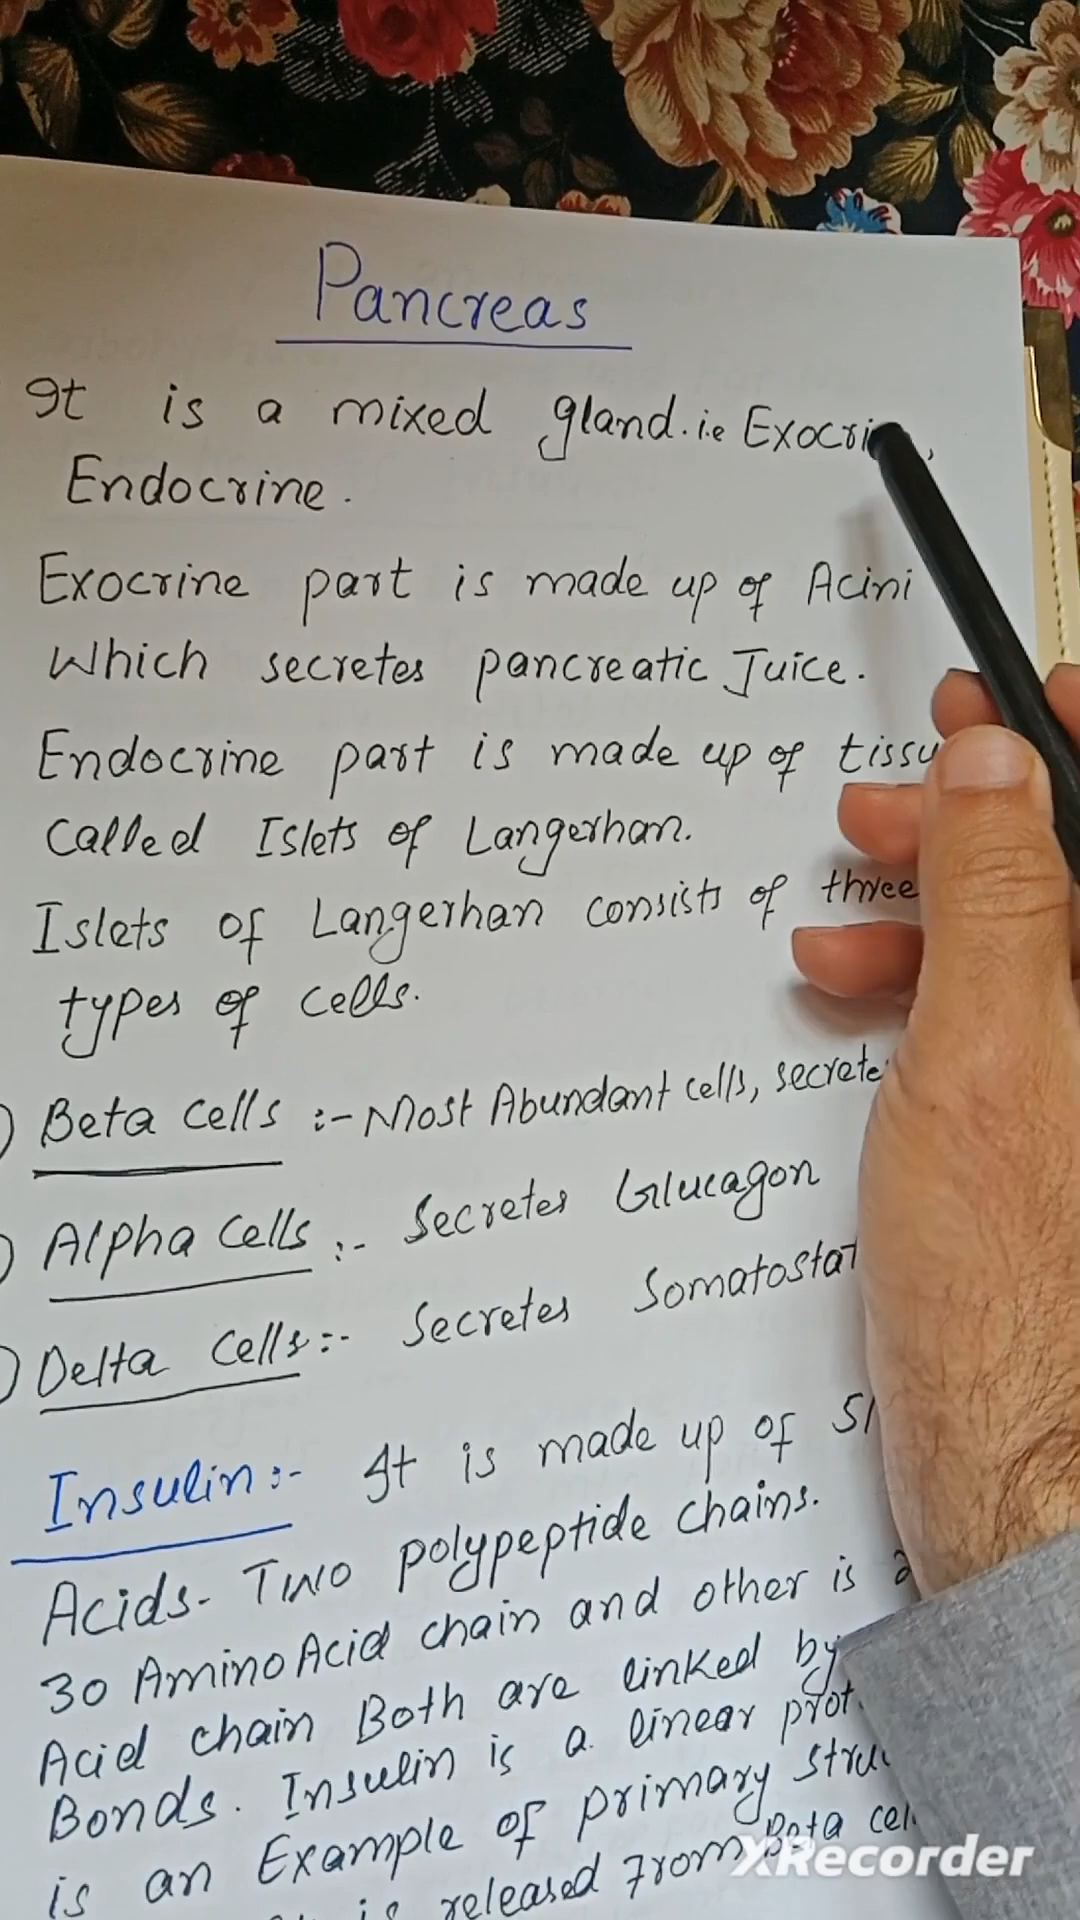 Pancreas
It is a mixed gland. i.e Exocri ,
Endocrine.
Exocrine part is made up of Acini
Which secretes pancreatic Juice.
Endocrine part is made up of tissu
Called Islets of Langerhan.
Islets of Langerhan consists of three
types of cells.
) Beta cells :- Most Abundant cells, secrete
) Alpha cells :- Secretes Glucagon
) Delta cells :- Secretes Somatostat
Insulin :- It is made up of 51
Acids- Two polypeptide chains.
30 Amino Acid chain and other is 2
Acid chain Both are linked by
Bonds. Insulin is a linear prot
is an Example of primary stru
is released from Beta cel
XRecorder